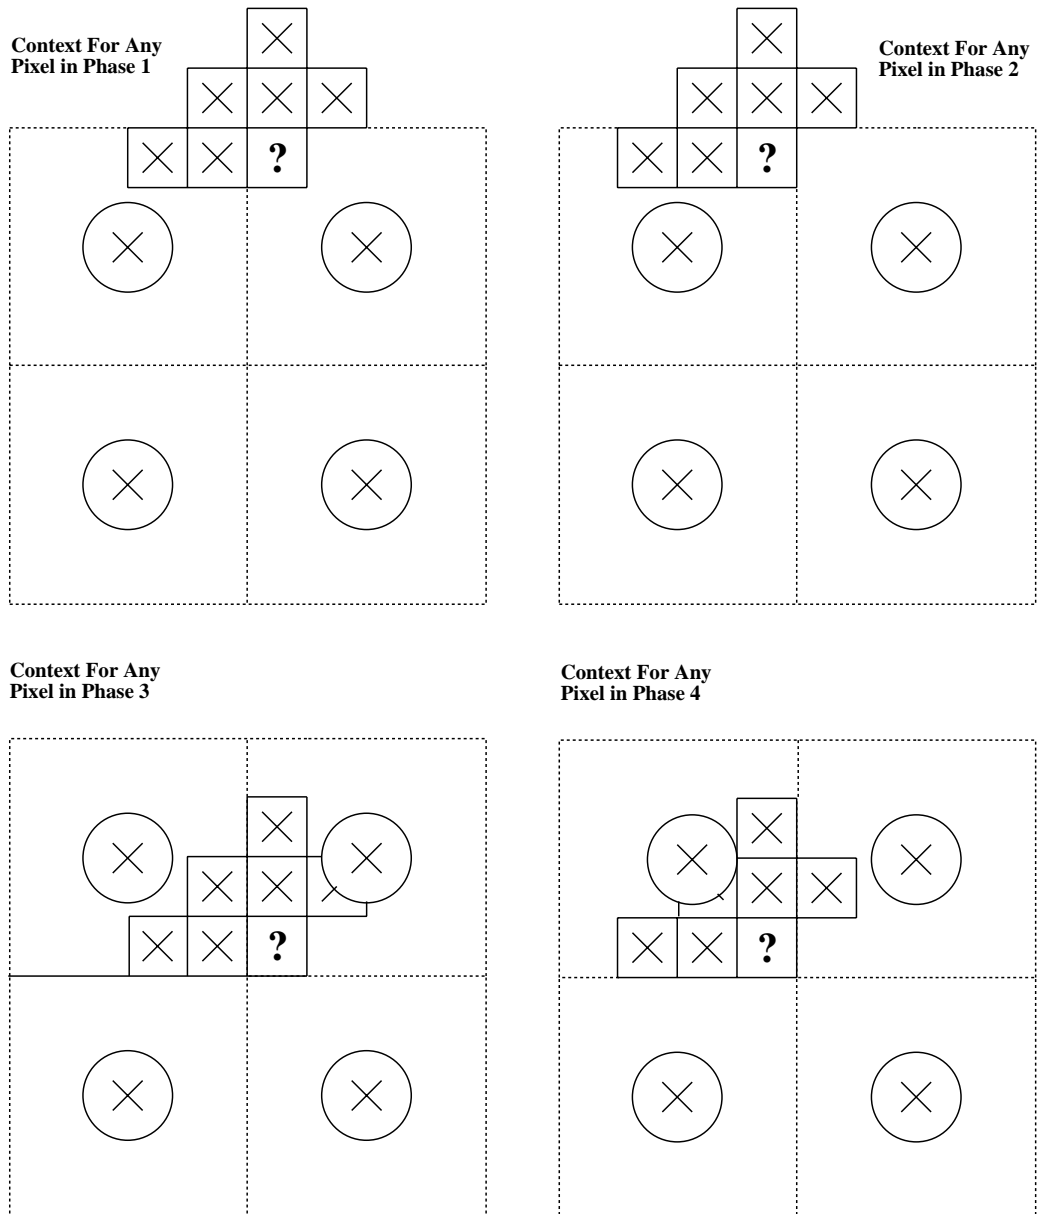 Context For Any
Pixel in Phase 1
Context For Any
Pixel in Phase 2
?
?
Context For Any
Pixel in Phase 3
Context For Any
Pixel in Phase 4
?
?